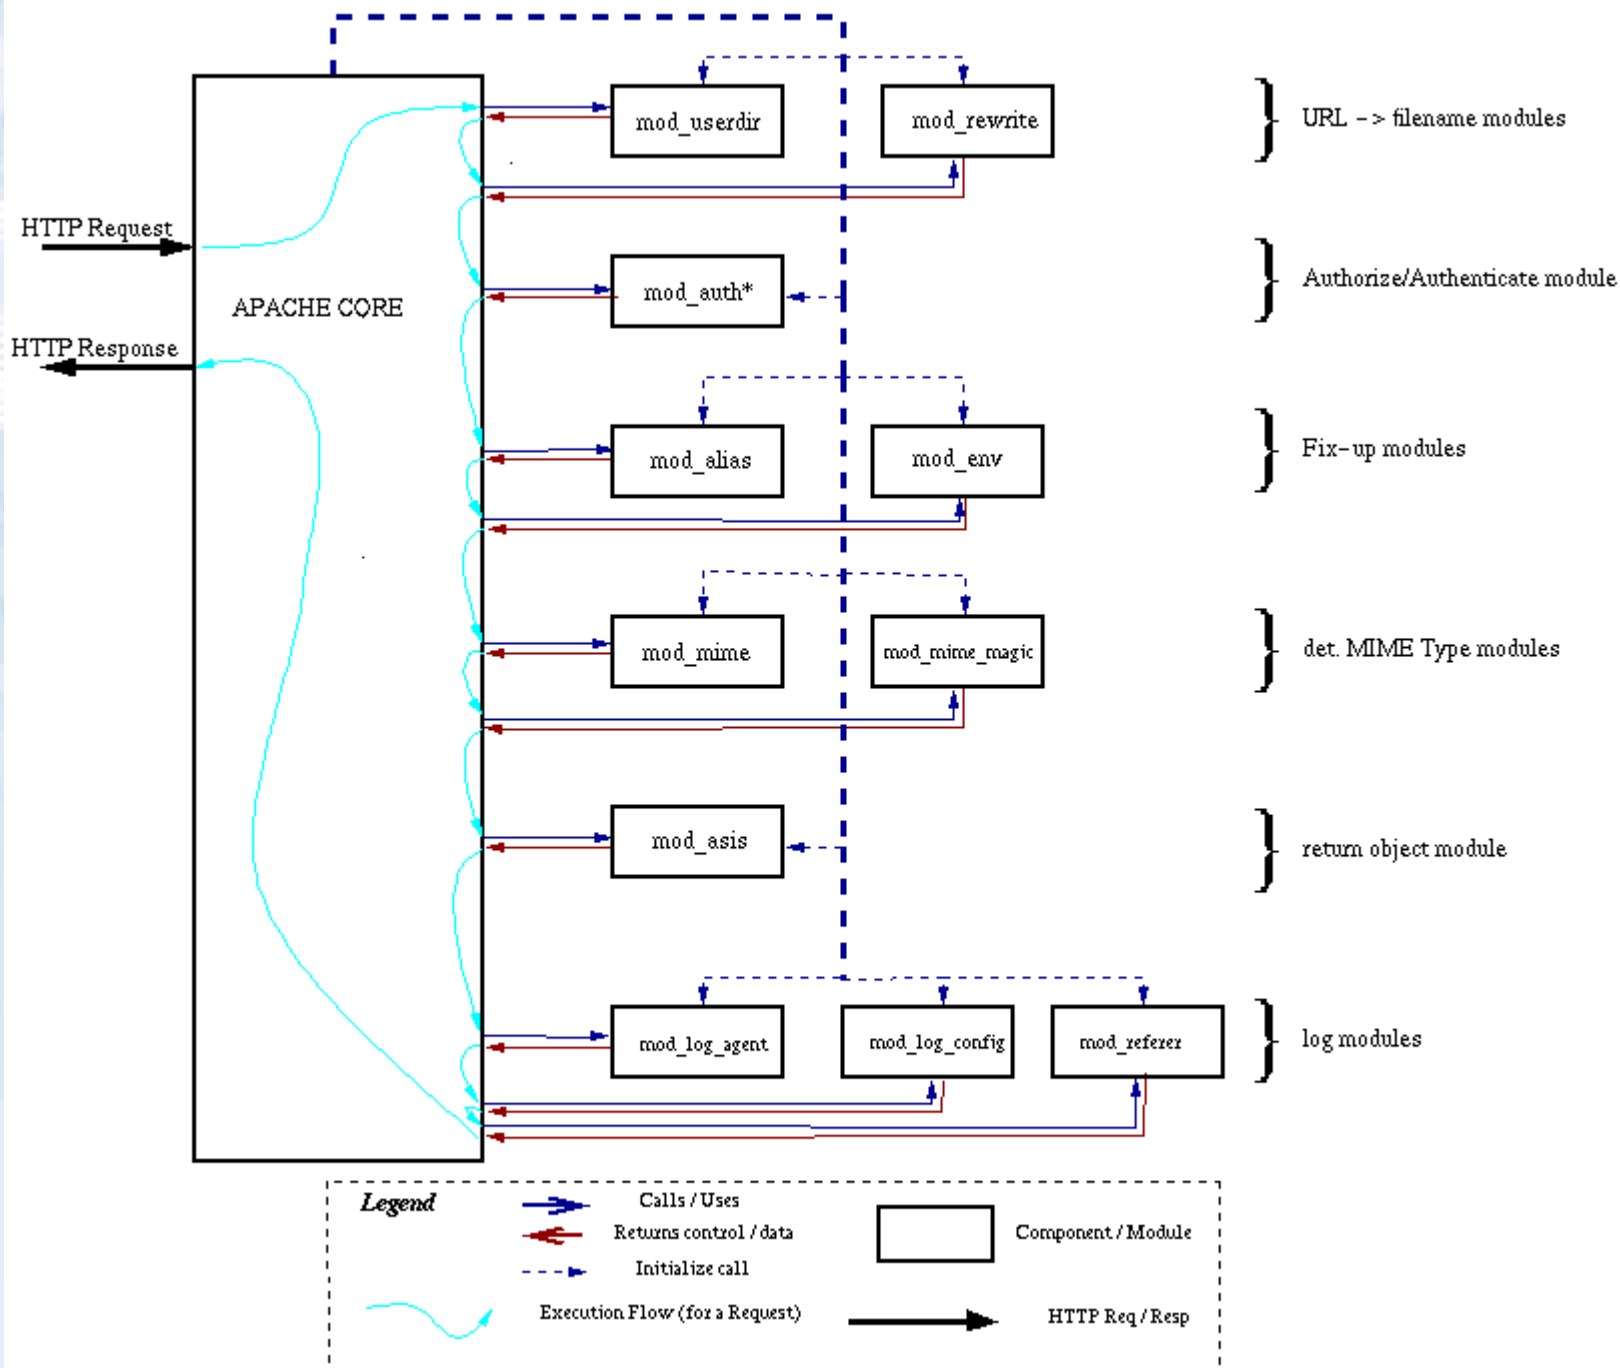 mod_userdir
mod_rewrite
URL -> filename modules
HTTP Request
mod_auth*
Authorize/Authenticate module
APACHE CORE
HTTP Response
mod_alias
mod_env
Fix-up modules
mod_mime
mod_mime_magic
det. MIME Type modules
mod_asis
return object module
mod_log_agent
mod_log_config
mod_referer
log modules
Legend
Calls / Uses
Returns control / data
Initialize call
Execution Flow (for a Request)
Component / Module
HTTP Req / Resp